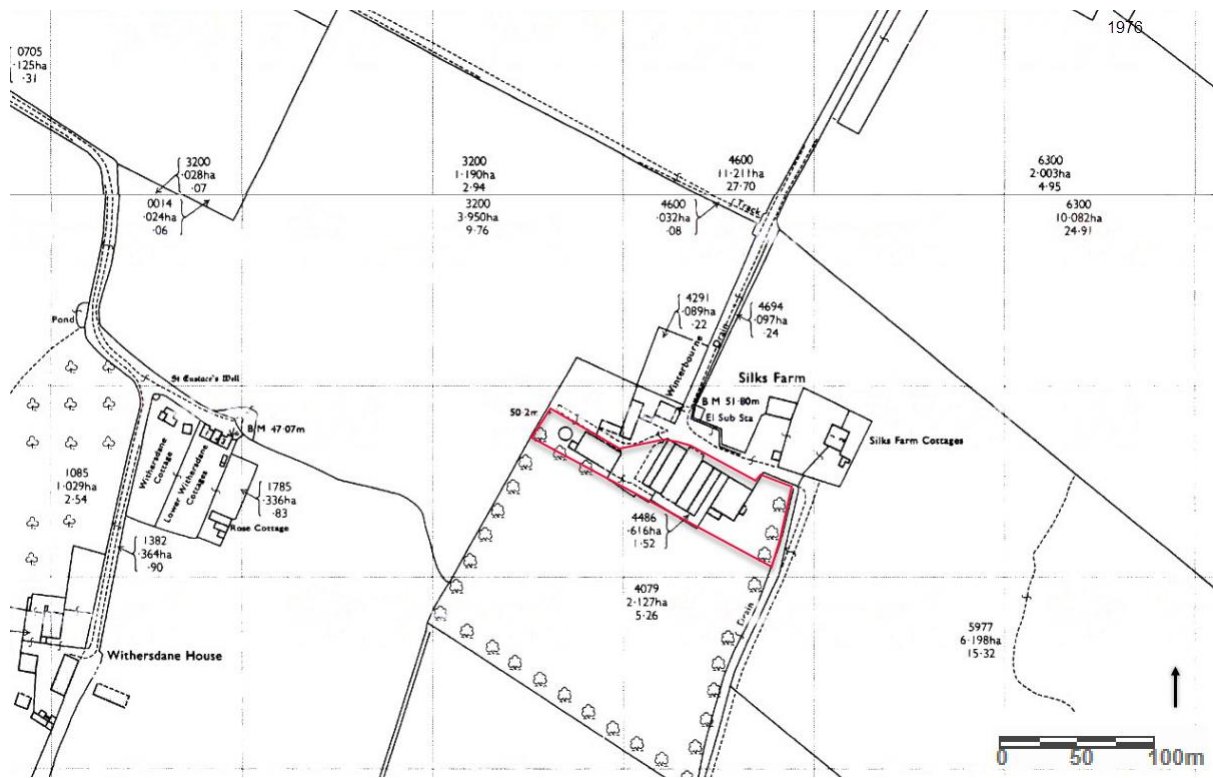 1976
0705
·125ha
·31
3200
·028ha
·07
0014
·024ha
·06
3200
1·190ha
2·94
3200
3·950ha
9·76
4600
11·211ha
27·70
4600
·032ha
·08
Track
6300
2·003ha
4·95
6300
10·082ha
24·91
Pond
4291
·089ha
·22
4694
·097ha
·24
Drain
Winterbourne
St Eustace's Well
Silks Farm
B M 51·80m
El Sub Sta
50·2m
B M 47·07m
Silks Farm Cottages
1085
1·029ha
2·54
Withersdane
Cottage
Lower Withersdane
Cottages
1785
·336ha
·83
Rose Cottage
4486
·616ha
1·52
1382
·364ha
·90
4079
2·127ha
5·26
Drain
5977
6·198ha
15·32
Withersdane House
0 50 100m